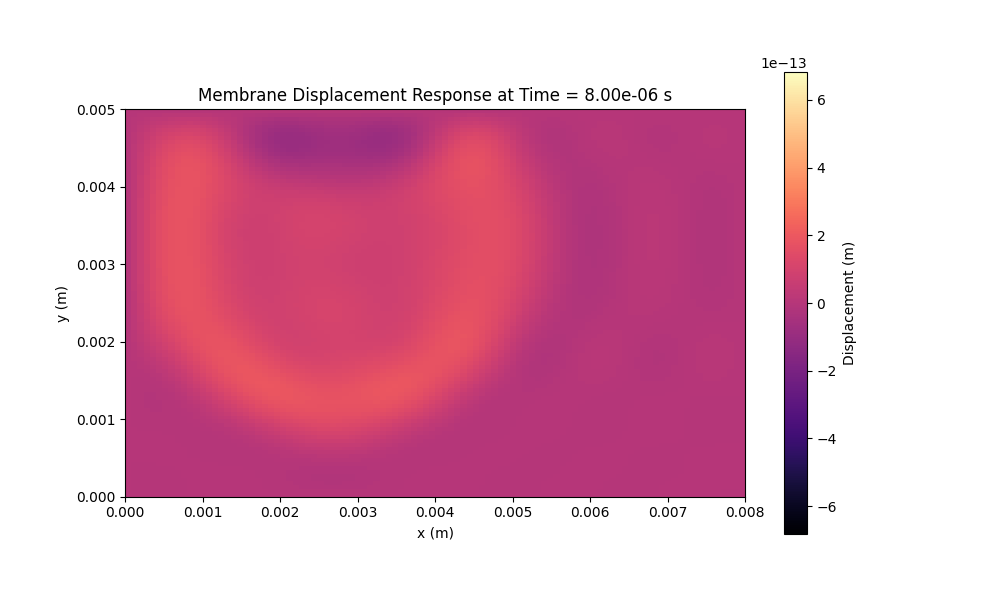 1e−13
Membrane Displacement Response at Time = 8.00e-06 s
0.005
0.004
0.003
0.002
0.001
0.000
y (m)
0.000 0.001 0.002 0.003 0.004 0.005 0.006 0.007 0.008
x (m)
6
4
2
0
−2
−4
−6
Displacement (m)